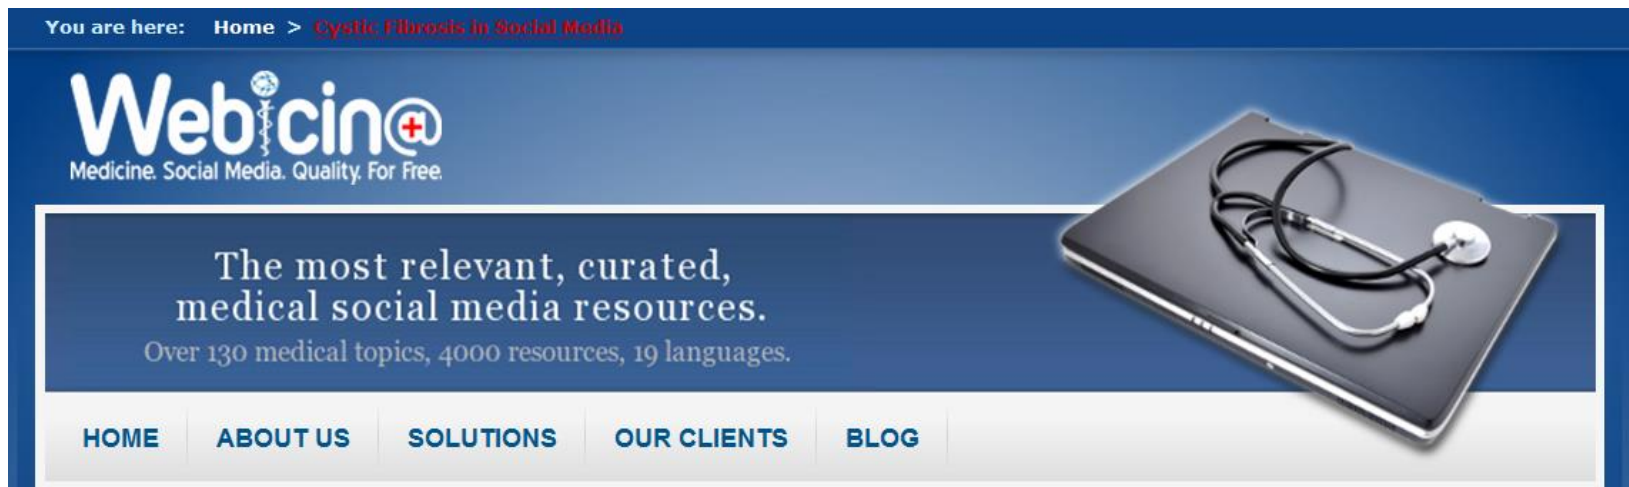 You are here: Home > Cystic Fibrosis in Social Media
Webicin@
Medicine. Social Media. Quality. For Free.
The most relevant, curated,
medical social media resources.
Over 130 medical topics, 4000 resources, 19 languages.
HOME ABOUT US SOLUTIONS OUR CLIENTS BLOG